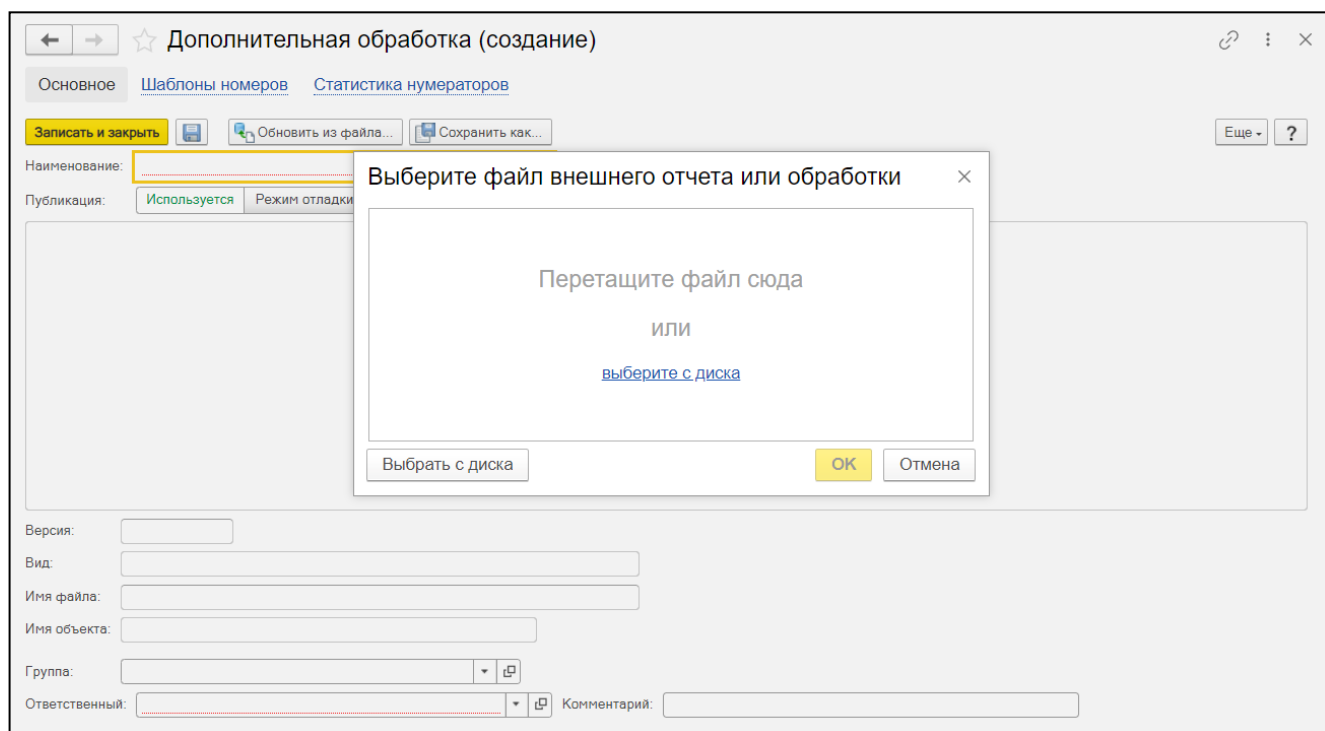 Дополнительная обработка (создание)
Основное Шаблоны номеров Статистика нумераторов
Записать и закрыть Обновить из файла... Сохранить как... Еще ?
Наименование:
Публикация: Используется Режим отладки
Выберите файл внешнего отчета или обработки
Перетащите файл сюда
или
выберите с диска
Выбрать с диска OK Отмена
Версия:
Вид:
Имя файла:
Имя объекта:
Группа:
Ответственный: Комментарий: